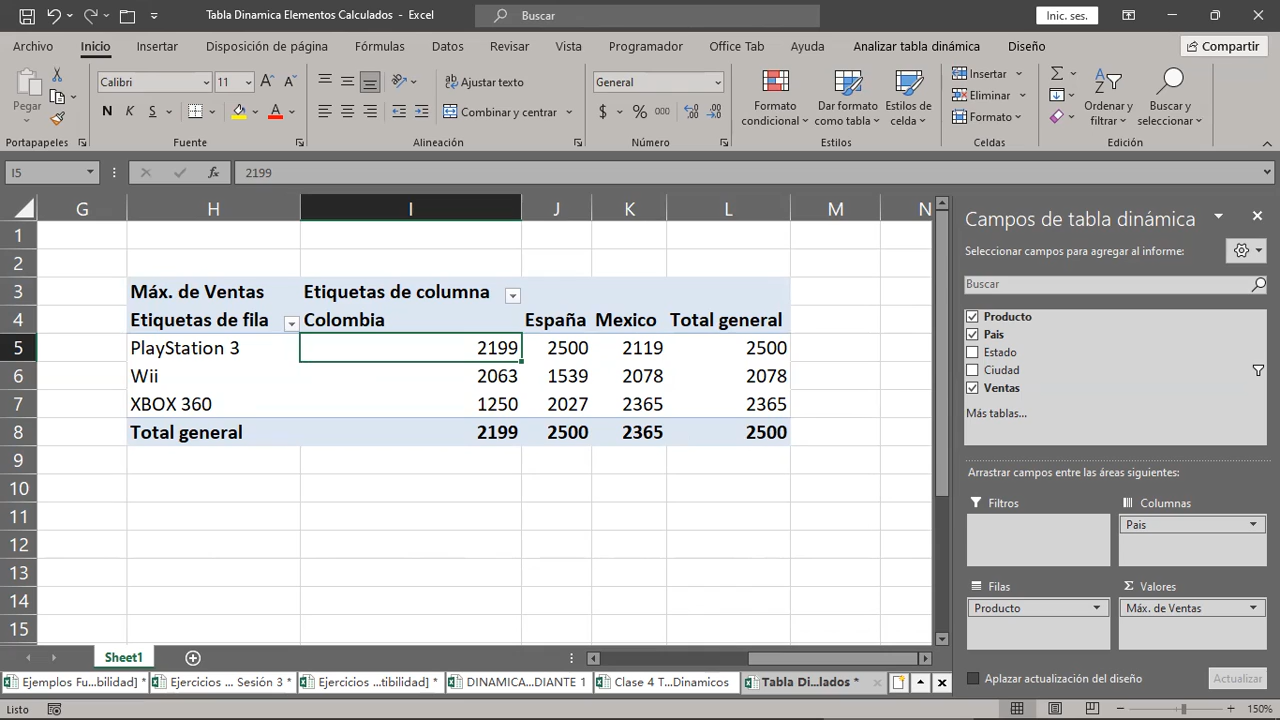 Tabla Dinamica Elementos Calculados - Excel
Buscar
Inic. ses.
Archivo Inicio Insertar Disposición de página Fórmulas Datos Revisar Vista Programador Office Tab Ayuda Analizar tabla dinámica Diseño Compartir
Pegar
Calibri 11
N K S
Ajustar texto
Combinar y centrar
General
$ % 000
Formato condicional
Dar formato como tabla
Estilos de celda
Insertar
Eliminar
Formato
Ordenar y filtrar
Buscar y seleccionar
Portapapeles Fuente Alineación Número Estilos Celdas Edición
I5 fx 2199
G H I J K L M N
1
2
3 Máx. de Ventas Etiquetas de columna
4 Etiquetas de fila Colombia España Mexico Total general
5 PlayStation 3 2199 2500 2119 2500
6 Wii 2063 1539 2078 2078
7 XBOX 360 1250 2027 2365 2365
8 Total general 2199 2500 2365 2500
9
10
11
12
13
14
15
Campos de tabla dinámica
Seleccionar campos para agregar al informe:
Buscar
Producto
Pais
Estado
Ciudad
Ventas
Más tablas...
Arrastrar campos entre las áreas siguientes:
Filtros Columnas
Pais
Filas Σ Valores
Producto Máx. de Ventas
Aplazar actualización del diseño Actualizar
Sheet1
Ejemplos Fu...bilidad] * Ejercicios ... Sesión 3 * Ejercicios ...tibilidad] * DINAMICA...DIANTE 1 Clase 4 T...Dinamicos Tabla Di...lados *
Listo 150%